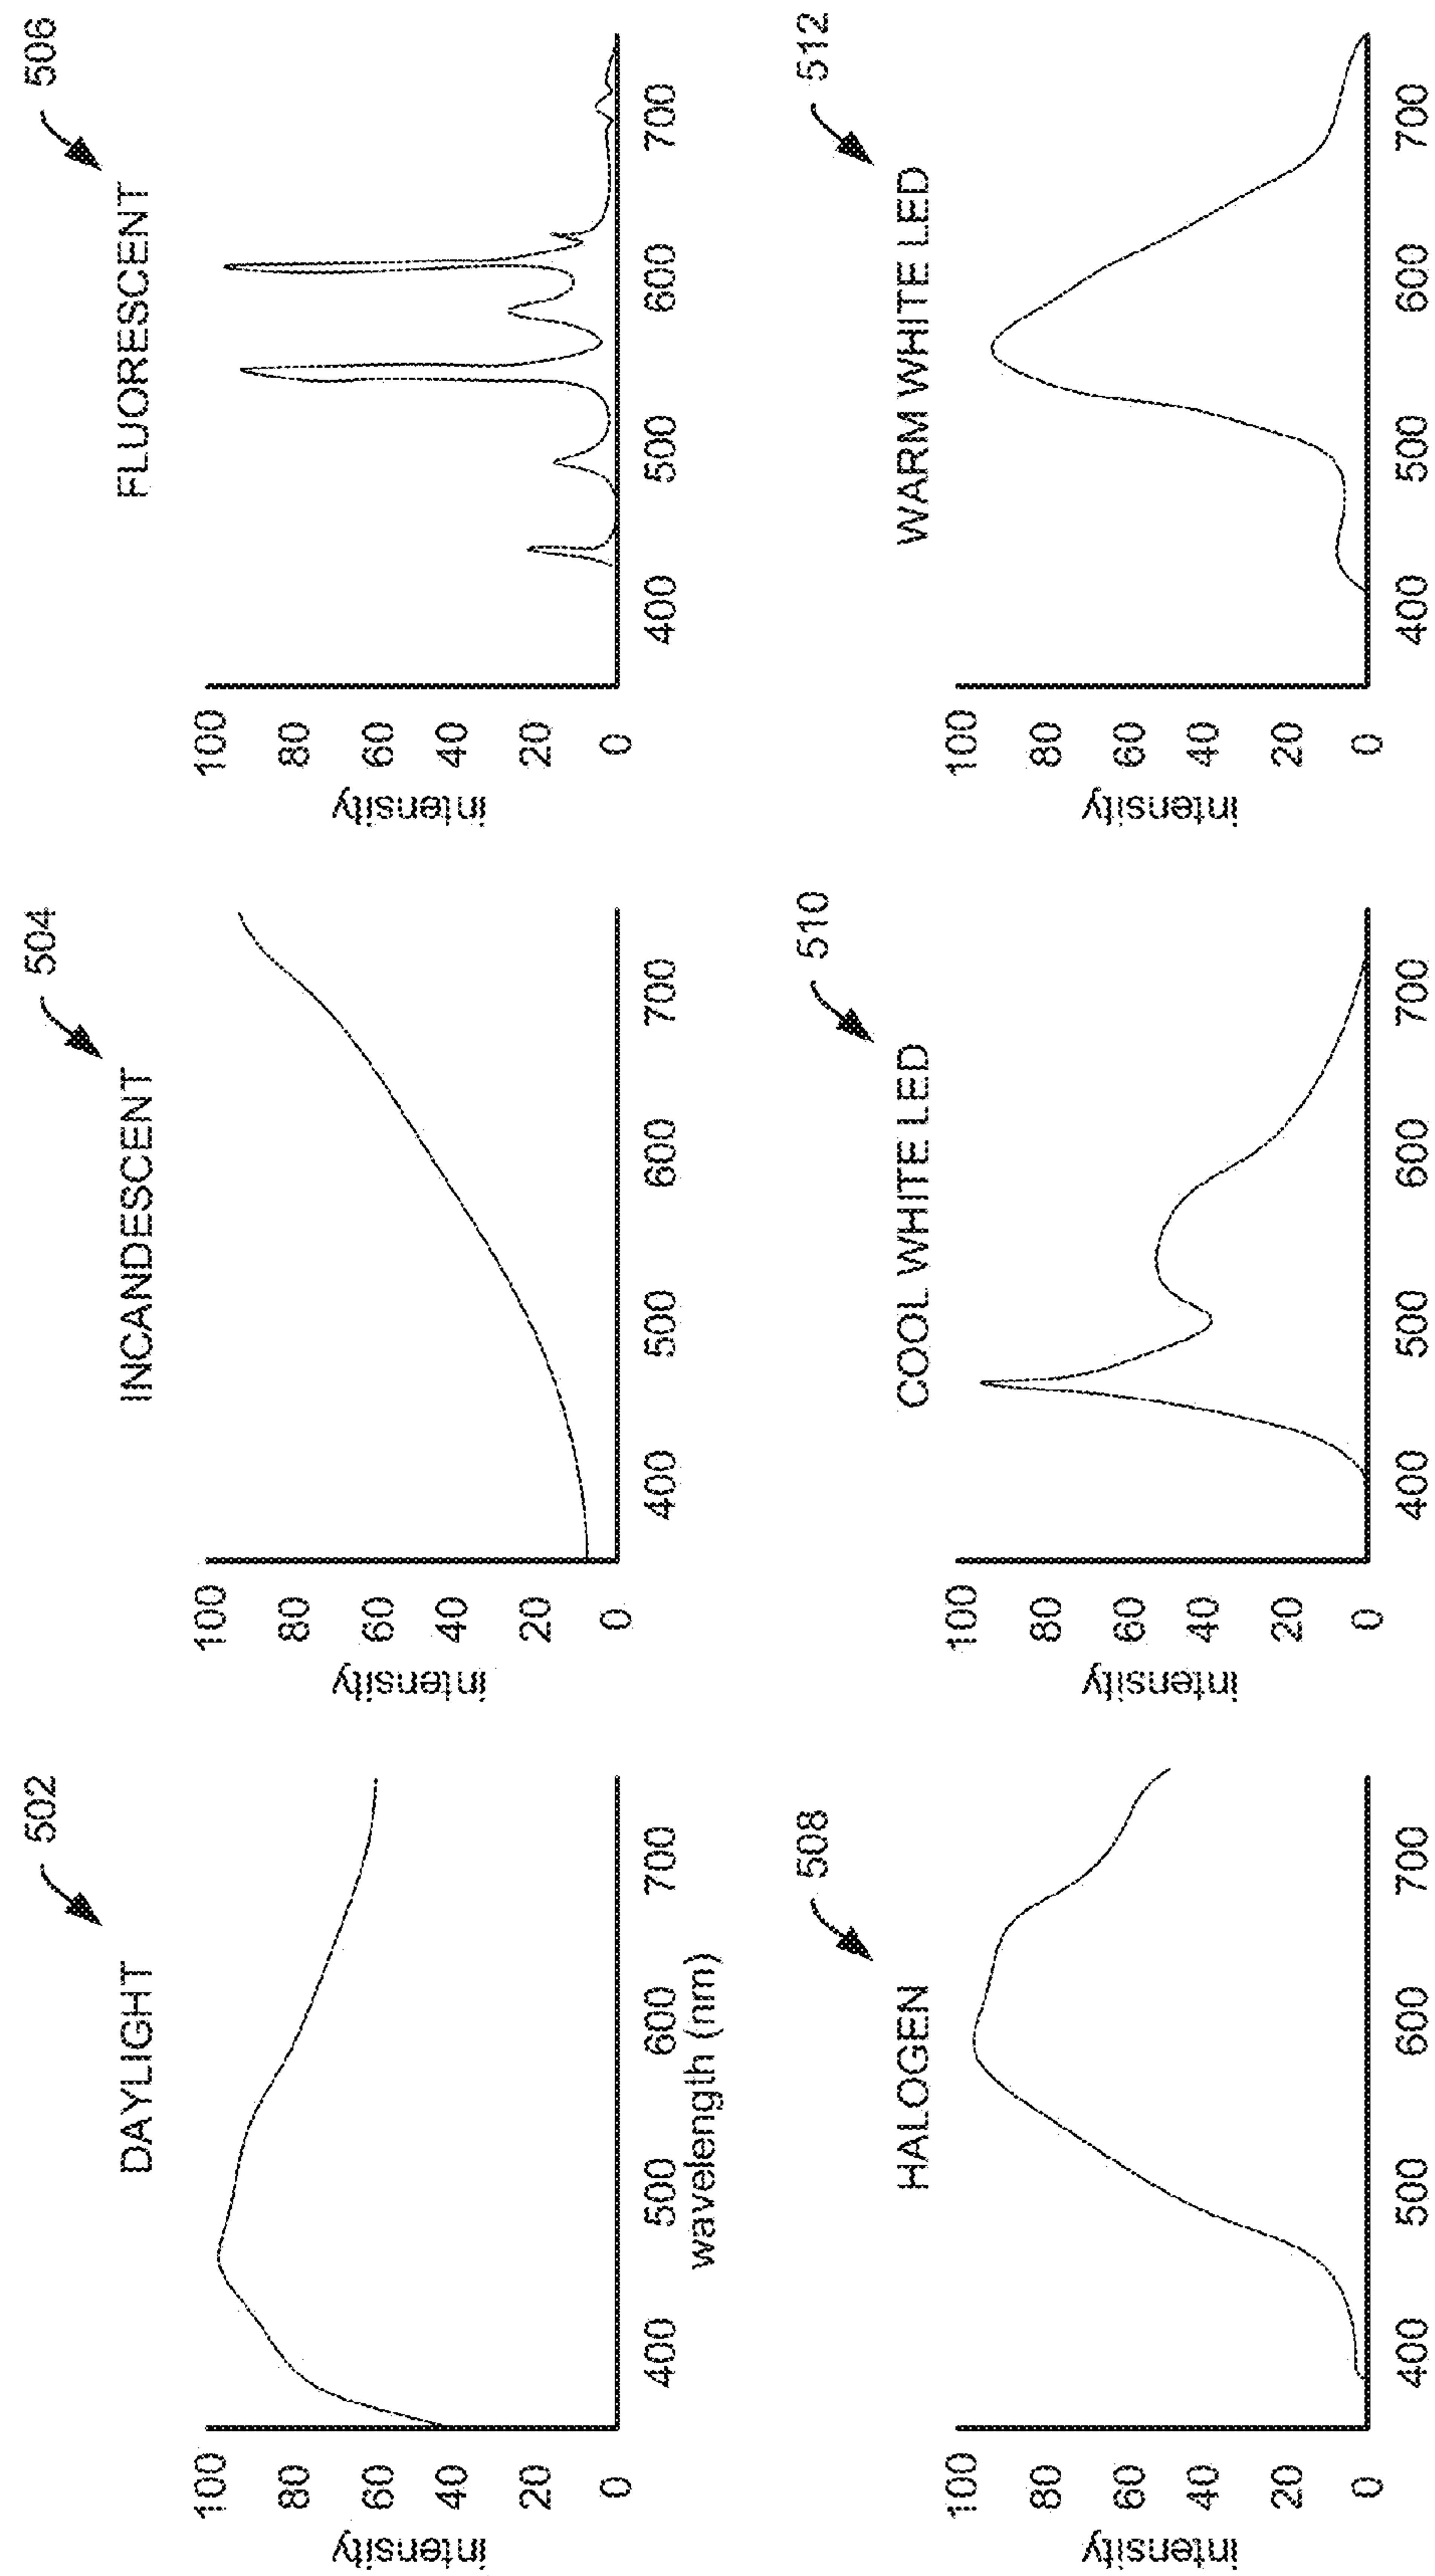 502
DAYLIGHT
intensity
100
80
60
40
20
0
400 500 600 700
wavelength (nm)
504
INCANDESCENT
intensity
100
80
60
40
20
0
400 500 600 700
506
FLUORESCENT
intensity
100
80
60
40
20
0
400 500 600 700
508
HALOGEN
intensity
100
80
60
40
20
0
400 500 600 700
510
COOL WHITE LED
intensity
100
80
60
40
20
0
400 500 600 700
512
WARM WHITE LED
intensity
100
80
60
40
20
0
400 500 600 700